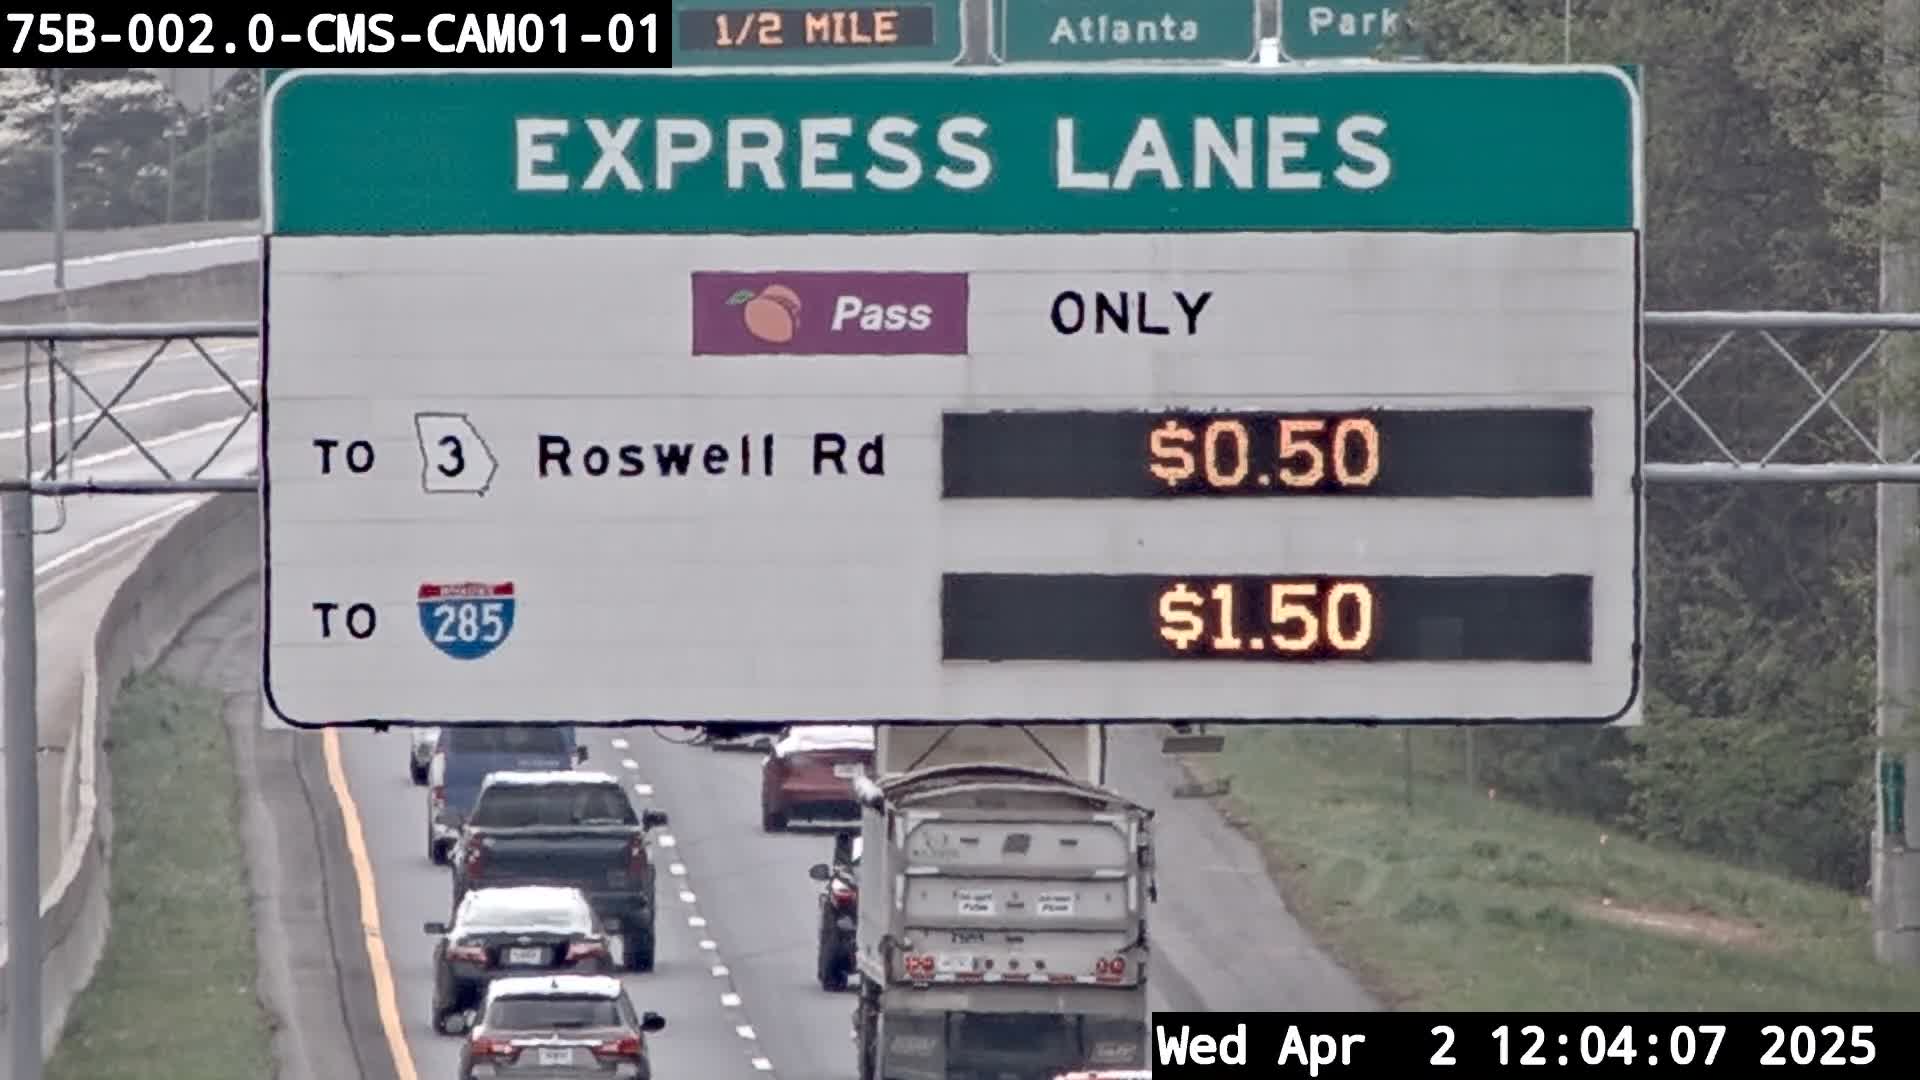 75B-002.0-CMS-CAM01-01
1/2 MILE
Atlanta
Park
EXPRESS LANES
Pass ONLY
TO 3 Roswell Rd $0.50
TO 285 $1.50
Wed Apr 2 12:04:07 2025